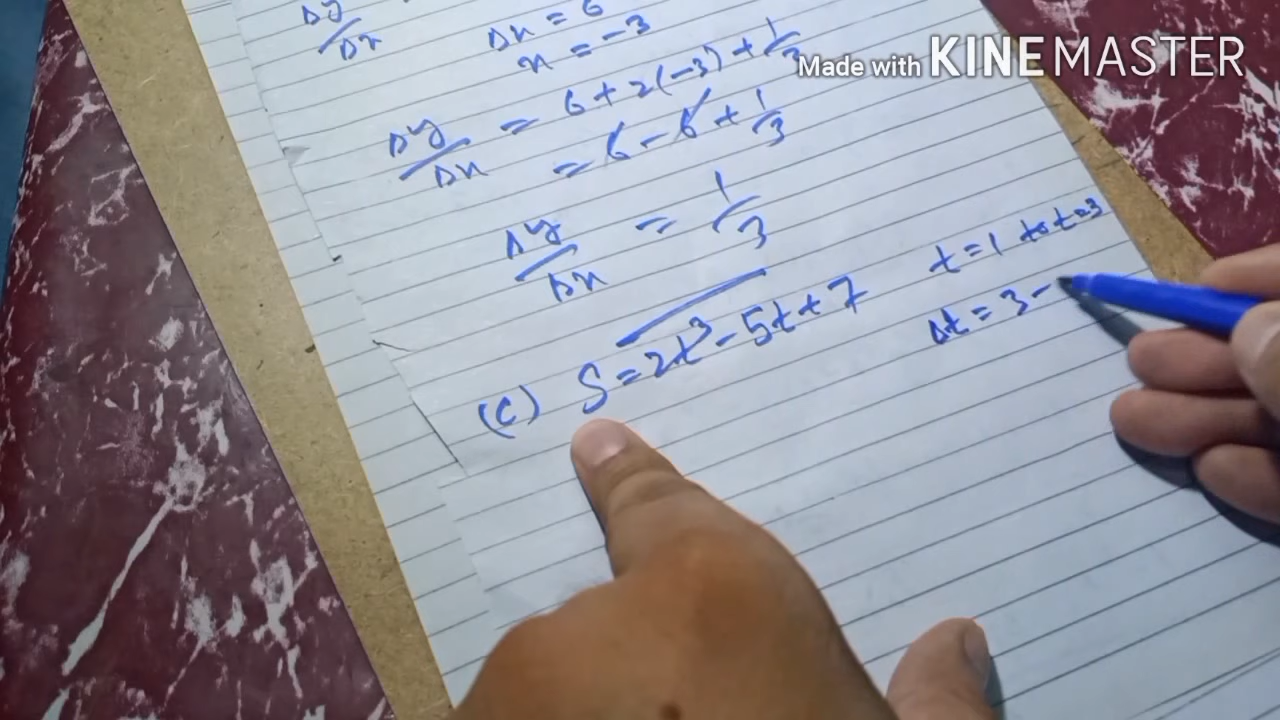 Δy/Δx
Δx = 6
x = -3
Δy/Δx = 6 + 2(-3) + 1/3
= 6 - 6 + 1/3
Δy/Δx = 1/3
(c) S = 2t³ - 5t + 7 t = 1 to t=3
Δt = 3 -
Made with KINEMASTER